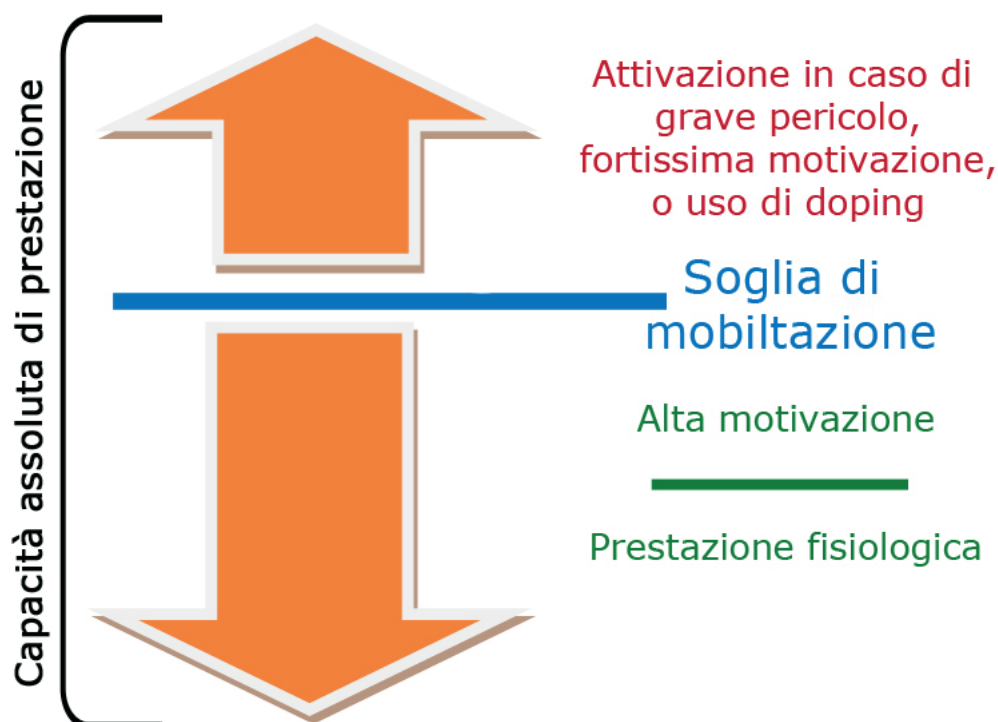 Capacità assoluta di prestazione
Attivazione in caso di
grave pericolo,
fortissima motivazione,
o uso di doping
Soglia di
mobiltazione
Alta motivazione
Prestazione fisiologica